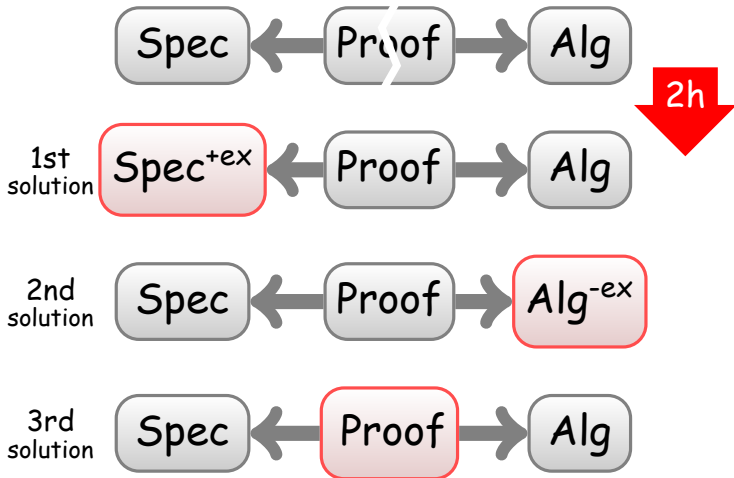 Spec Proof Alg
2h
1st
solution
Spec+ex Proof Alg
2nd
solution
Spec Proof Alg-ex
3rd
solution
Spec Proof Alg